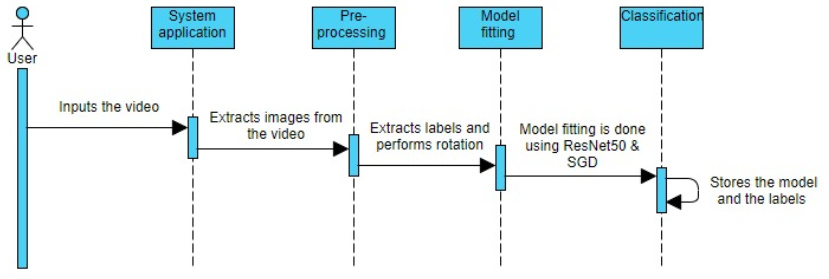 System
application
Pre-
processing
Model
fitting
Classification
User
Inputs the video
Extracts images from
the video
Extracts labels and
performs rotation
Model fitting is done
using ResNet50 &
SGD
Stores the model
and the labels